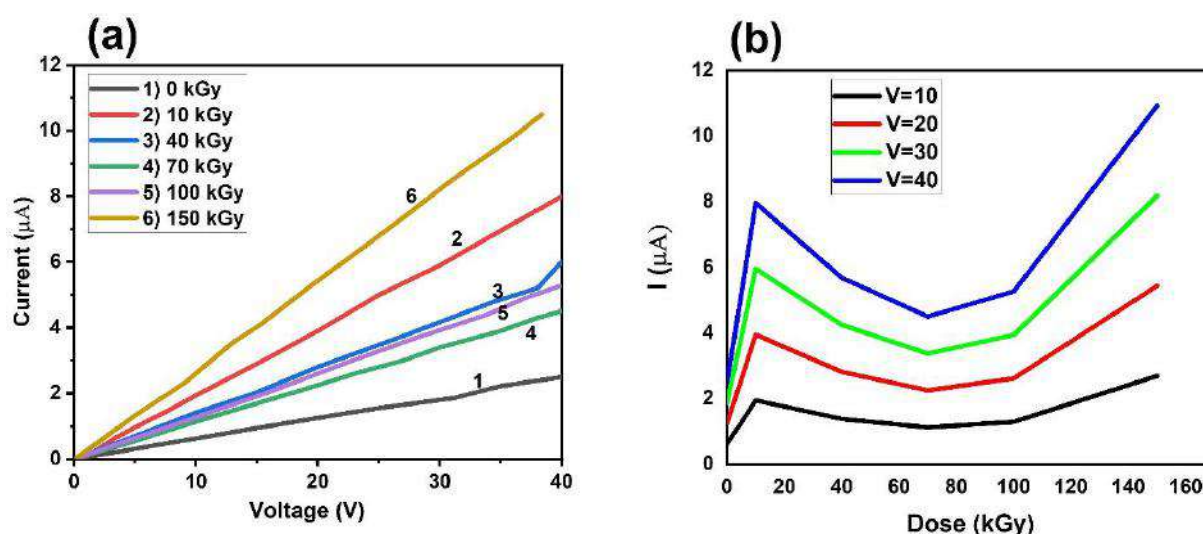 (a)
12
10
8
6
4
2
0
Current (μA)
1) 0 kGy
2) 10 kGy
3) 40 kGy
4) 70 kGy
5) 100 kGy
6) 150 kGy
6
2
3
5
4
1
0 10 20 30 40
Voltage (V)
(b)
12
10
8
6
4
2
0
I (μA)
V=10
V=20
V=30
V=40
0 20 40 60 80 100 120 140 160
Dose (kGy)